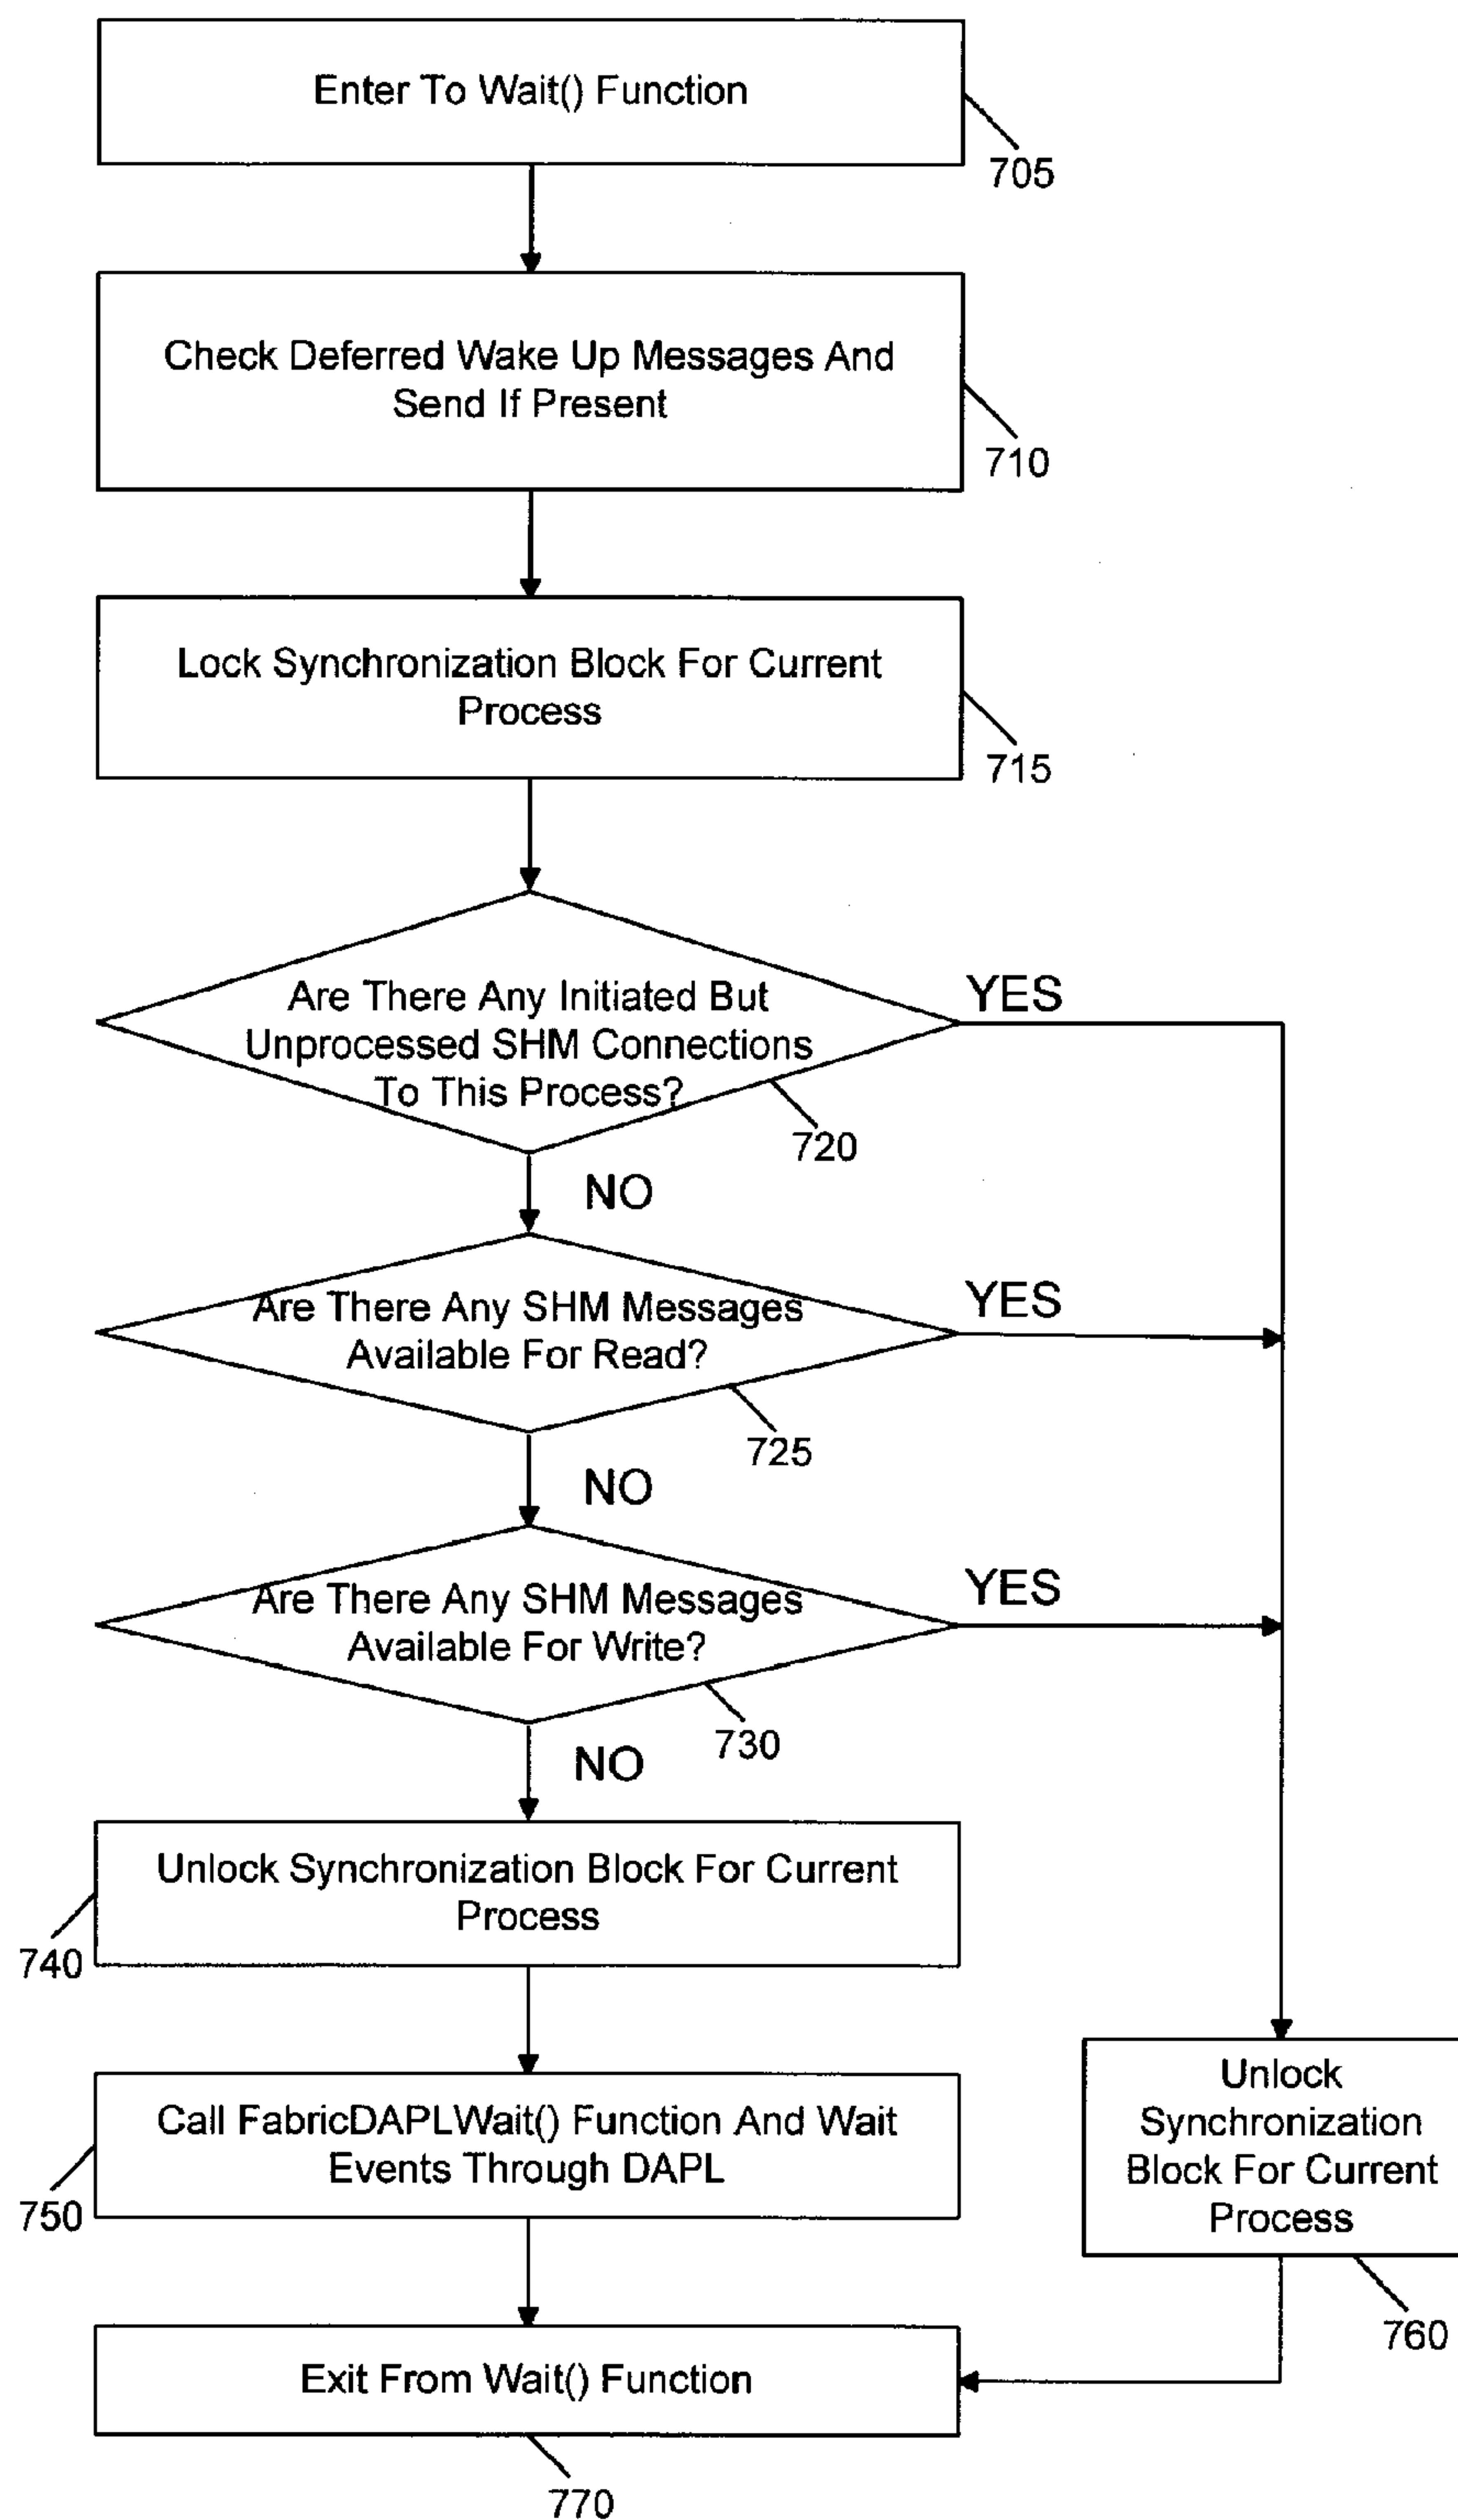 Enter To Wait() Function
705
Check Deferred Wake Up Messages And
Send If Present
710
Lock Synchronization Block For Current
Process
715
Are There Any Initiated But
Unprocessed SHM Connections
To This Process?
YES
720
NO
Are There Any SHM Messages
Available For Read?
YES
725
NO
Are There Any SHM Messages
Available For Write?
YES
730
NO
Unlock Synchronization Block For Current
Process
740
Call FabricDAPLWait() Function And Wait
Events Through DAPL
750
Unlock
Synchronization
Block For Current
Process
760
Exit From Wait() Function
770